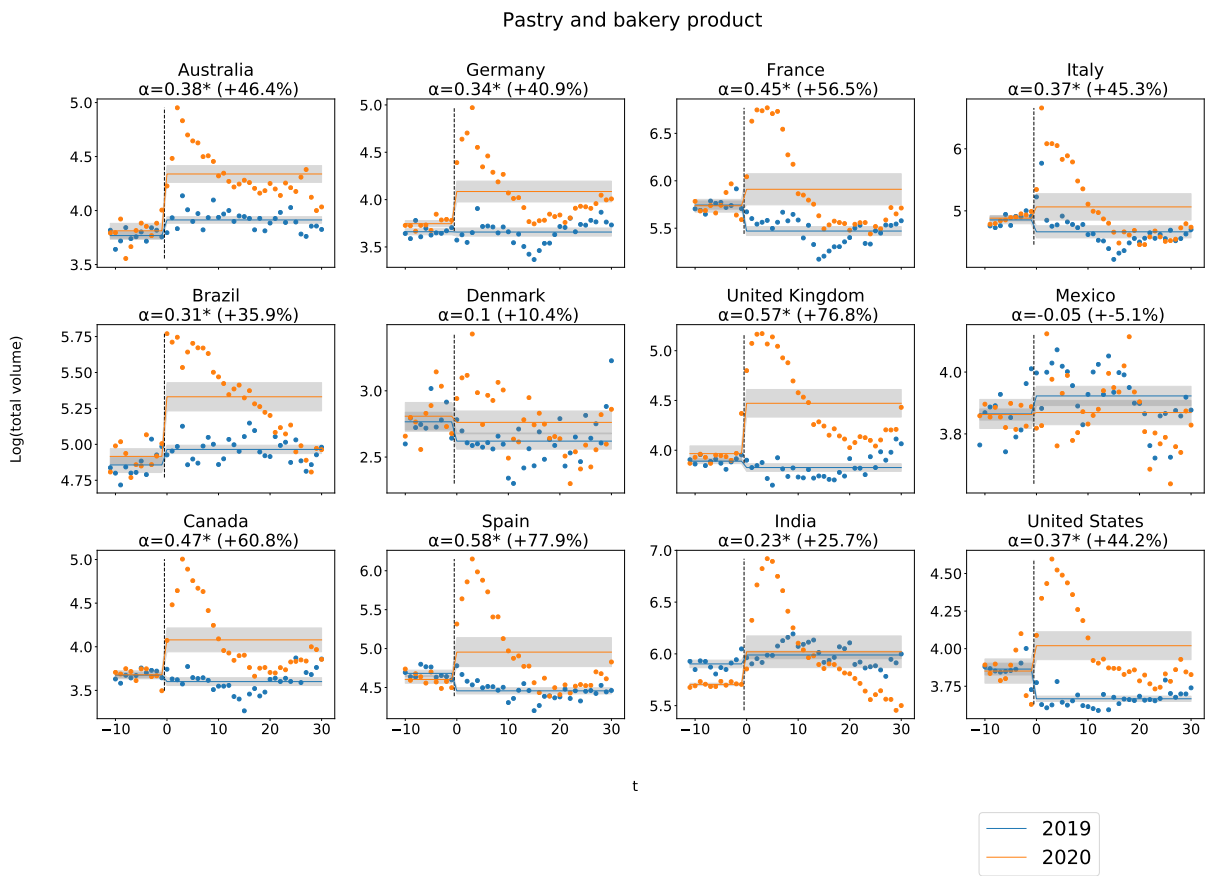 Pastry and bakery product
Australia
α=0.38* (+46.4%)
5.0
4.5
4.0
3.5
Germany
α=0.34* (+40.9%)
5.0
4.5
4.0
3.5
France
α=0.45* (+56.5%)
6.5
6.0
5.5
Italy
α=0.37* (+45.3%)
6
5
Brazil
α=0.31* (+35.9%)
5.75
5.50
5.25
5.00
4.75
Denmark
α=0.1 (+10.4%)
3.0
2.5
United Kingdom
α=0.57* (+76.8%)
5.0
4.5
4.0
Mexico
α=-0.05 (+-5.1%)
4.0
3.8
Log(total volume)
Canada
α=0.47* (+60.8%)
5.0
4.5
4.0
3.5
−10 0 10 20 30
Spain
α=0.58* (+77.9%)
6.0
5.5
5.0
4.5
−10 0 10 20 30
India
α=0.23* (+25.7%)
7.0
6.5
6.0
5.5
−10 0 10 20 30
United States
α=0.37* (+44.2%)
4.50
4.25
4.00
3.75
−10 0 10 20 30
t
2019
2020